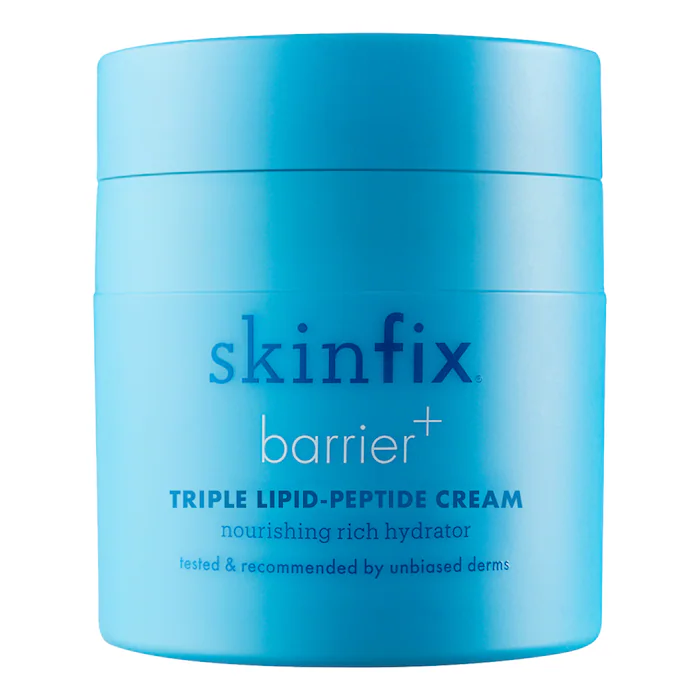 skinfix®
barrier+
TRIPLE LIPID-PEPTIDE CREAM
nourishing rich hydrator
tested & recommended by unbiased derms